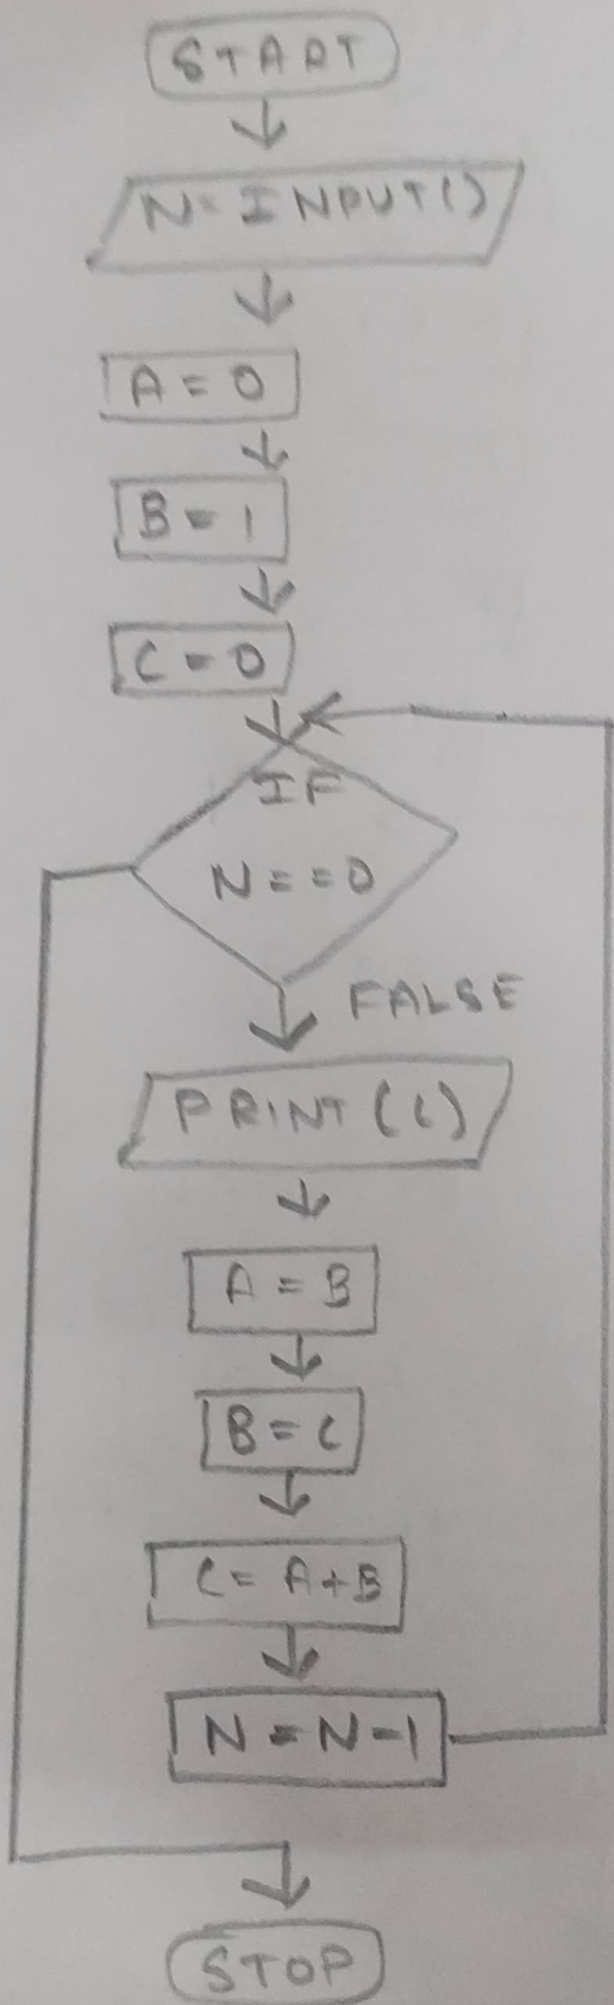 START
N = INPUT()
A = 0
B = 1
C = 0
IF
N == 0
FALSE
PRINT (C)
A = B
B = C
C = A+B
N = N-1
STOP